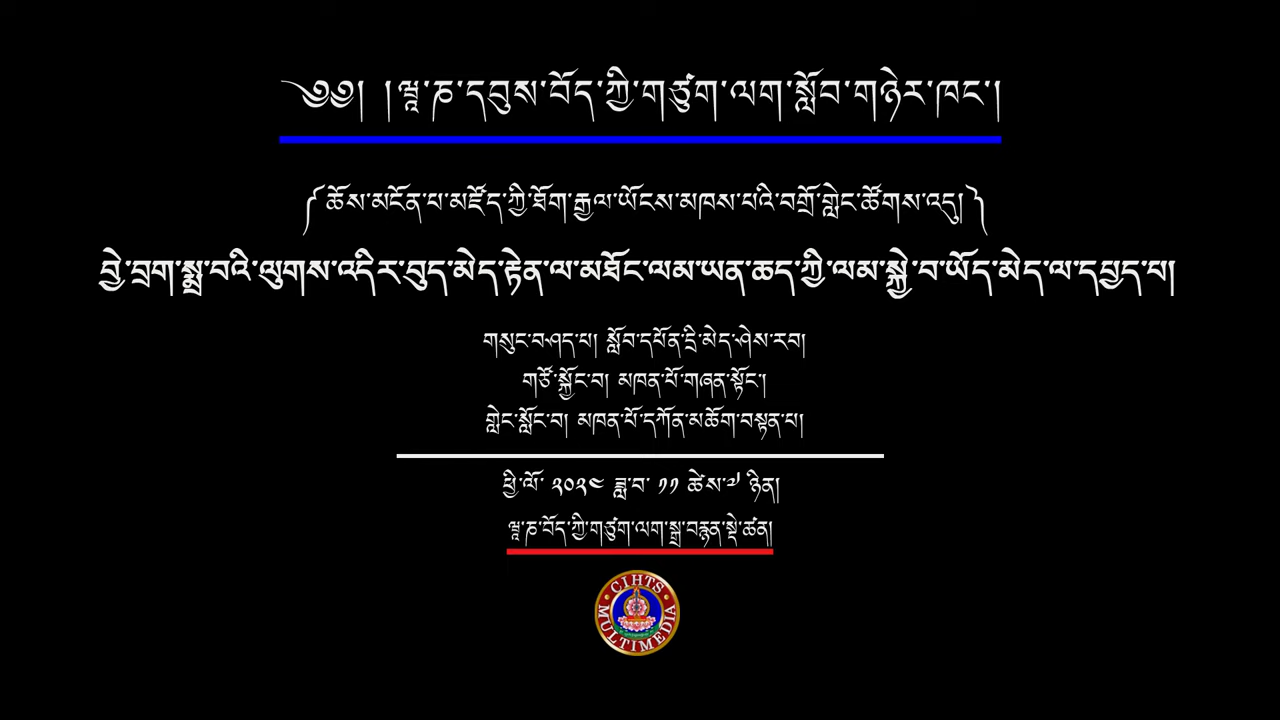 ༄༅། །ཝཱ་ཎ་དབུས་བོད་ཀྱི་གཙུག་ལག་སློབ་གཉེར་ཁང་།
༼ ཆོས་མངོན་པ་མཛོད་ཀྱི་ཐོག་རྒྱལ་ཡོངས་མཁས་པའི་བགྲོ་གླེང་ཚོགས་འདུ། ༽
བྱེ་བྲག་སྨྲ་བའི་ལུགས་འདིར་བུད་མེད་རྟེན་ལ་མཐོང་ལམ་ཡན་ཆད་ཀྱི་ལམ་སྐྱེ་བ་ཡོད་མེད་ལ་དཔྱད་པ།
གསུང་བཤད་པ། སློབ་དཔོན་དྲི་མེད་ཤེས་རབ།
གཙོ་སྐྱོང་བ། མཁན་པོ་གཞན་སྟོང་།
གླེང་སློང་བ། མཁན་པོ་དཀོན་མཆོག་བསྟན་པ།
ཕྱི་ལོ་ ༢༠༢༤ ཟླ་བ་ ༡༡ ཚེས་༧ ཉིན།
ཝཱ་ཎ་བོད་ཀྱི་གཙུག་ལག་སྒྲ་བརྙན་སྡེ་ཚན།
CIHTS
MULTIMEDIA